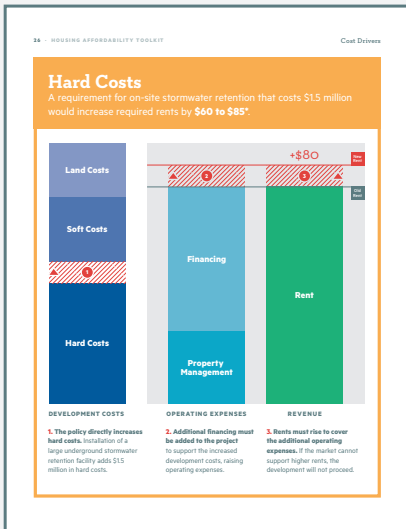 26 · HOUSING AFFORDABILITY TOOLKIT
Cost Drivers
Hard Costs
A requirement for on-site stormwater retention that costs $1.5 million
would increase required rents by $60 to $85*.
+$80
New
Rent
Old
Rent
Land Costs
Soft Costs
1
Hard Costs
2
Financing
Property
Management
3
Rent
DEVELOPMENT COSTS
1. The policy directly increases
hard costs. Installation of a
large underground stormwater
retention facility adds $1.5
million in hard costs.
OPERATING EXPENSES
2. Additional financing must
be added to the project
to support the increased
development costs, raising
operating expenses.
REVENUE
3. Rents must rise to cover
the additional operating
expenses. If the market cannot
support higher rents, the
development will not proceed.